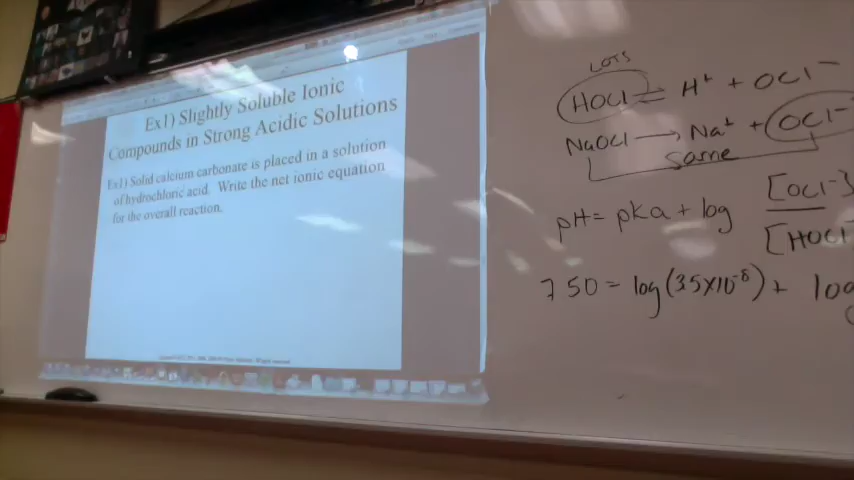 Ex1) Slightly Soluble Ionic
Compounds in Strong Acidic Solutions
Ex1) Solid calcium carbonate is placed in a solution
of hydrochloric acid. Write the net ionic equation
for the overall reaction.
LOTS
HOCl ⇌ H⁺ + OCl⁻
NaOCl → Na⁺ + OCl⁻
Same
pH = pKa + log [OCl⁻]
[HOCl
7.50 = log(3.5×10⁻⁸) + log